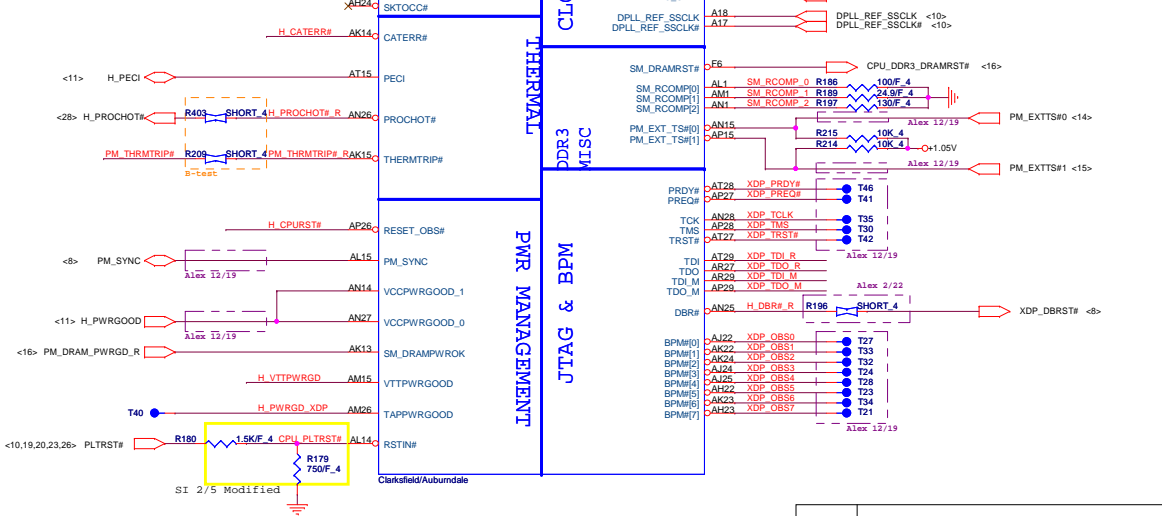 AH24 SKTOCC#
H_CATERR# AK14 CATERR#
<11> H_PECI AT15 PECI
<28> H_PROCHOT# R403 SHORT_4 H_PROCHOT#_R AN26 PROCHOT#
PM_THRMTRIP# R209 SHORT_4 PM_THRMTRIP#_R AK15 THERMTRIP#
B-test
THERMAL
H_CPURST# AP26 RESET_OBS#
<8> PM_SYNC AL15 PM_SYNC
Alex 12/19
AN14 VCCPWRGOOD_1
<11> H_PWRGOOD AN27 VCCPWRGOOD_0
Alex 12/19
<16> PM_DRAM_PWRGD_R AK13 SM_DRAMPWROK
H_VTTPWRGD AM15 VTTPWRGOOD
T40 H_PWRGD_XDP AM26 TAPPWRGOOD
<10,19,20,23,26> PLTRST# R180 1.5K/F_4 CPU_PLTRST# AL14 RSTIN#
R179
750/F_4
SI 2/5 Modified
PWR MANAGEMENT
Clarksfield/Auburndale
CLO
DPLL_REF_SSCLK A18 DPLL_REF_SSCLK <10>
DPLL_REF_SSCLK# A17 DPLL_REF_SSCLK# <10>
DDR3
MISC
SM_DRAMRST# F6 CPU_DDR3_DRAMRST# <16>
SM_RCOMP[0] AL1 SM_RCOMP_0 R186 100/F_4
SM_RCOMP[1] AM1 SM_RCOMP_1 R189 24.9/F_4
SM_RCOMP[2] AN1 SM_RCOMP_2 R197 130/F_4
PM_EXT_TS#[0] AN15 PM_EXTTS#0 <14>
Alex 12/19
PM_EXT_TS#[1] AP15 R215 10K_4
R214 10K_4 +1.05V
Alex 12/19
PM_EXTTS#1 <15>
JTAG & BPM
PRDY# AT28 XDP_PRDY# T46
PREQ# AP27 XDP_PREQ# T41
TCK AN28 XDP_TCLK T35
TMS AP28 XDP_TMS T30
TRST# AT27 XDP_TRST# T42
Alex 12/19
TDI AT29 XDP_TDI_R
TDO AR27 XDP_TDO_R
TDI_M AR29 XDP_TDI_M
TDO_M AP29 XDP_TDO_M
Alex 2/22
DBR# AN25 H_DBR#_R R196 SHORT_4 XDP_DBRST# <8>
BPM#[0] AJ22 XDP_OBS0 T27
BPM#[1] AK22 XDP_OBS1 T33
BPM#[2] AK24 XDP_OBS2 T32
BPM#[3] AJ24 XDP_OBS3 T24
BPM#[4] AJ25 XDP_OBS4 T28
BPM#[5] AH22 XDP_OBS5 T23
BPM#[6] AK23 XDP_OBS6 T34
BPM#[7] AH23 XDP_OBS7 T21
Alex 12/19